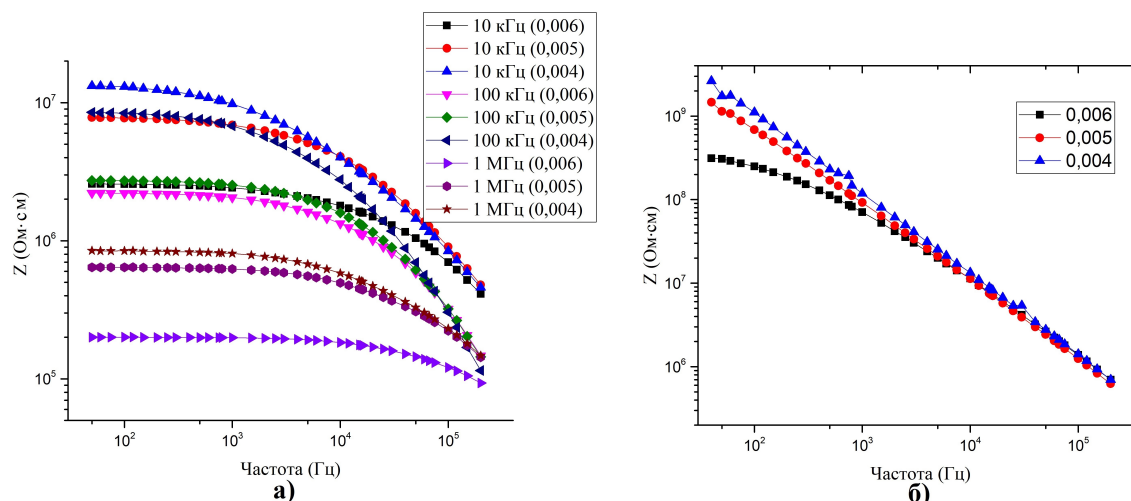 10 кГц (0,006)
10 кГц (0,005)
10 кГц (0,004)
100 кГц (0,006)
100 кГц (0,005)
100 кГц (0,004)
1 МГц (0,006)
1 МГц (0,005)
1 МГц (0,004)
Z (Ом·см)
10^7
10^6
10^5
10^2
10^3
10^4
10^5
Частота (Гц)
а)
0,006
0,005
0,004
Z (Ом·см)
10^9
10^8
10^7
10^6
10^2
10^3
10^4
10^5
Частота (Гц)
б)